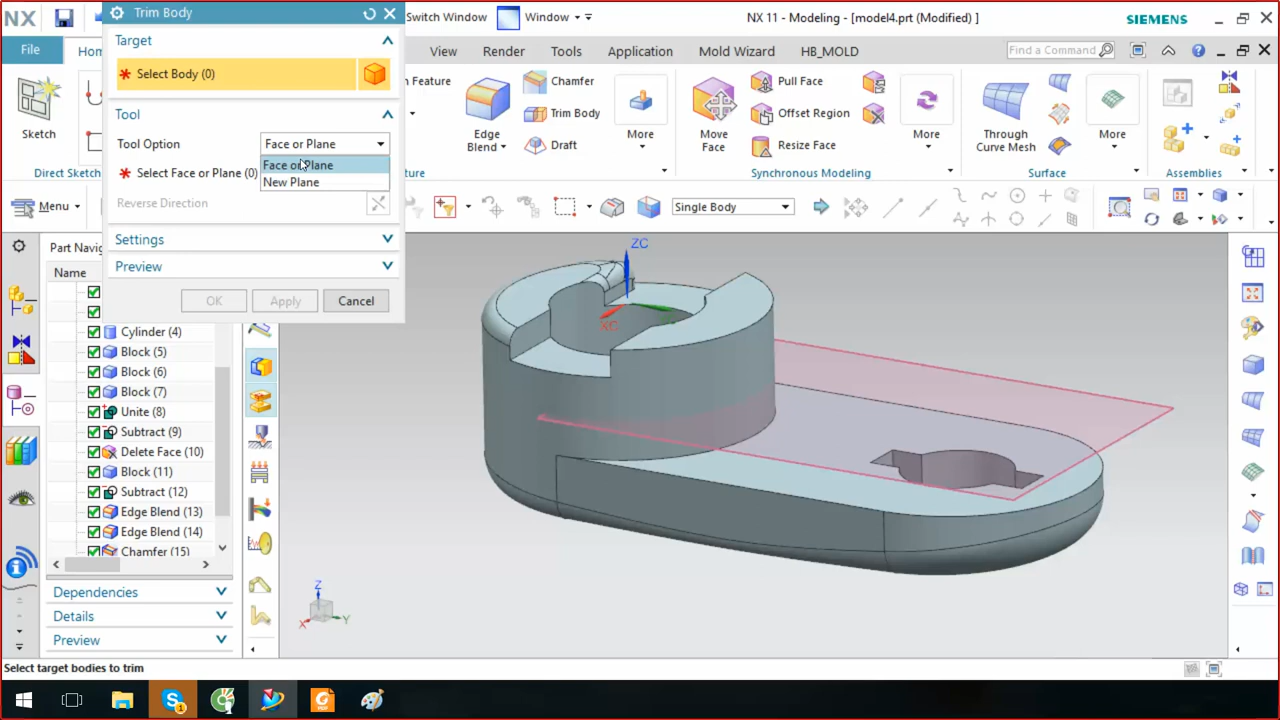 Trim Body
NX
Switch Window
Window
NX 11 - Modeling - [model4.prt (Modified) ]
SIEMENS
File
Hom
View
Render
Tools
Application
Mold Wizard
HB_MOLD
Find a Command
Target
* Select Body (0)
Tool
Tool Option
Face or Plane
Face or Plane
New Plane
* Select Face or Plane (0)
Reverse Direction
Settings
Preview
OK
Apply
Cancel
Sketch
Direct Sketch
n Feature
Edge
Blend
Chamfer
Trim Body
Draft
More
ture
Move
Face
Pull Face
Offset Region
Resize Face
More
Synchronous Modeling
Through
Curve Mesh
More
Surface
Assemblies
Menu
Single Body
Part Navig
Name
Cylinder (4)
Block (5)
Block (6)
Block (7)
Unite (8)
Subtract (9)
Delete Face (10)
Block (11)
Subtract (12)
Edge Blend (13)
Edge Blend (14)
Chamfer (15)
Dependencies
Details
Preview
ZC
XC
Z
X
Y
Select target bodies to trim